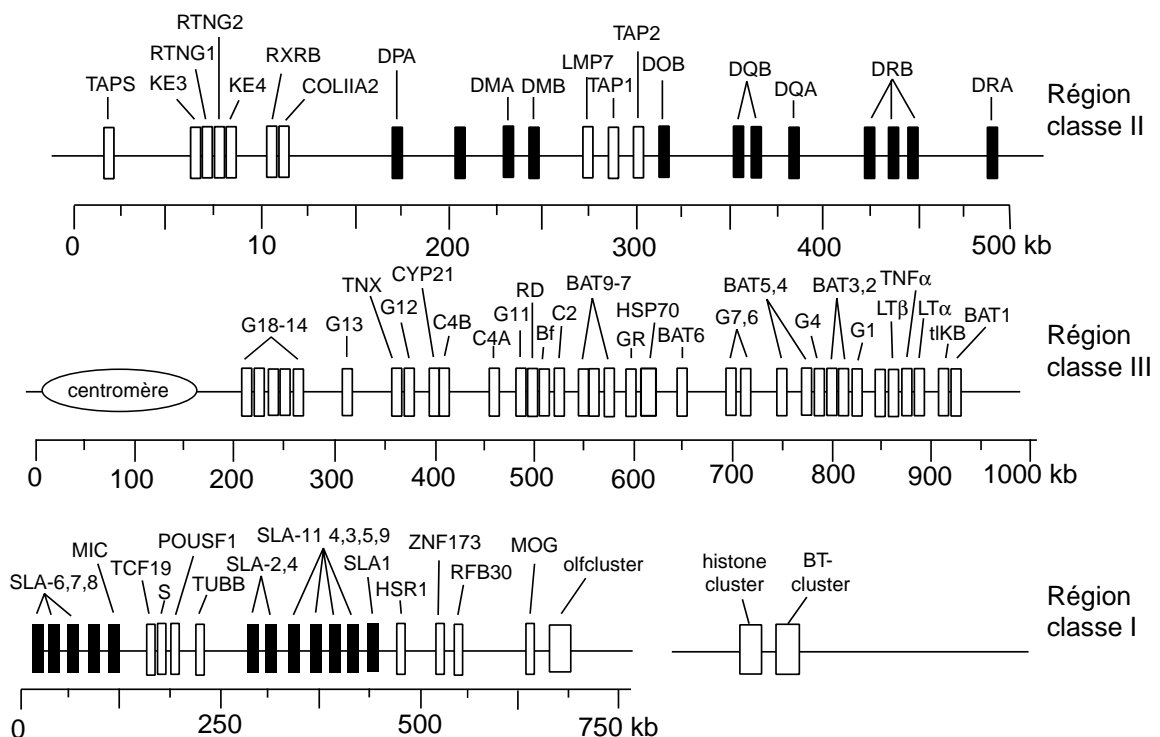 RTNG2
RTNG1 RXRB TAP2
DPA LMP7 DOB DQB DRB
TAPS KE3 KE4 COLIIA2 DMA DMB TAP1 DQA DRA
Région
classe II
0 10 200 300 400 500 kb
CYP21 BAT9-7 TNFα
TNX RD HSP70 BAT5,4 BAT3,2
G18-14 G13 G12 C4B G11 C2 G7,6 G4 LTβ LTα BAT1
C4A Bf GR BAT6 G1 tIKB
Région
classe III
centromère
0 100 200 300 400 500 600 700 800 900 1000 kb
POUSF1 SLA-11 4,3,5,9
MIC ZNF173 MOG
TCF19 SLA-2,4 SLA1 RFB30 olfcluster histone BT-
SLA-6,7,8 S TUBB HSR1 cluster cluster
Région
classe I
0 250 500 750 kb